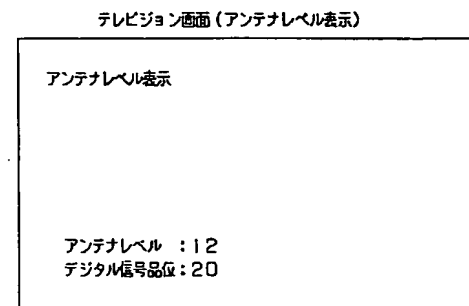 テレビジョン画面(アンテナレベル表示)
アンテナレベル表示
アンテナレベル :12
デジタル信号品位:20